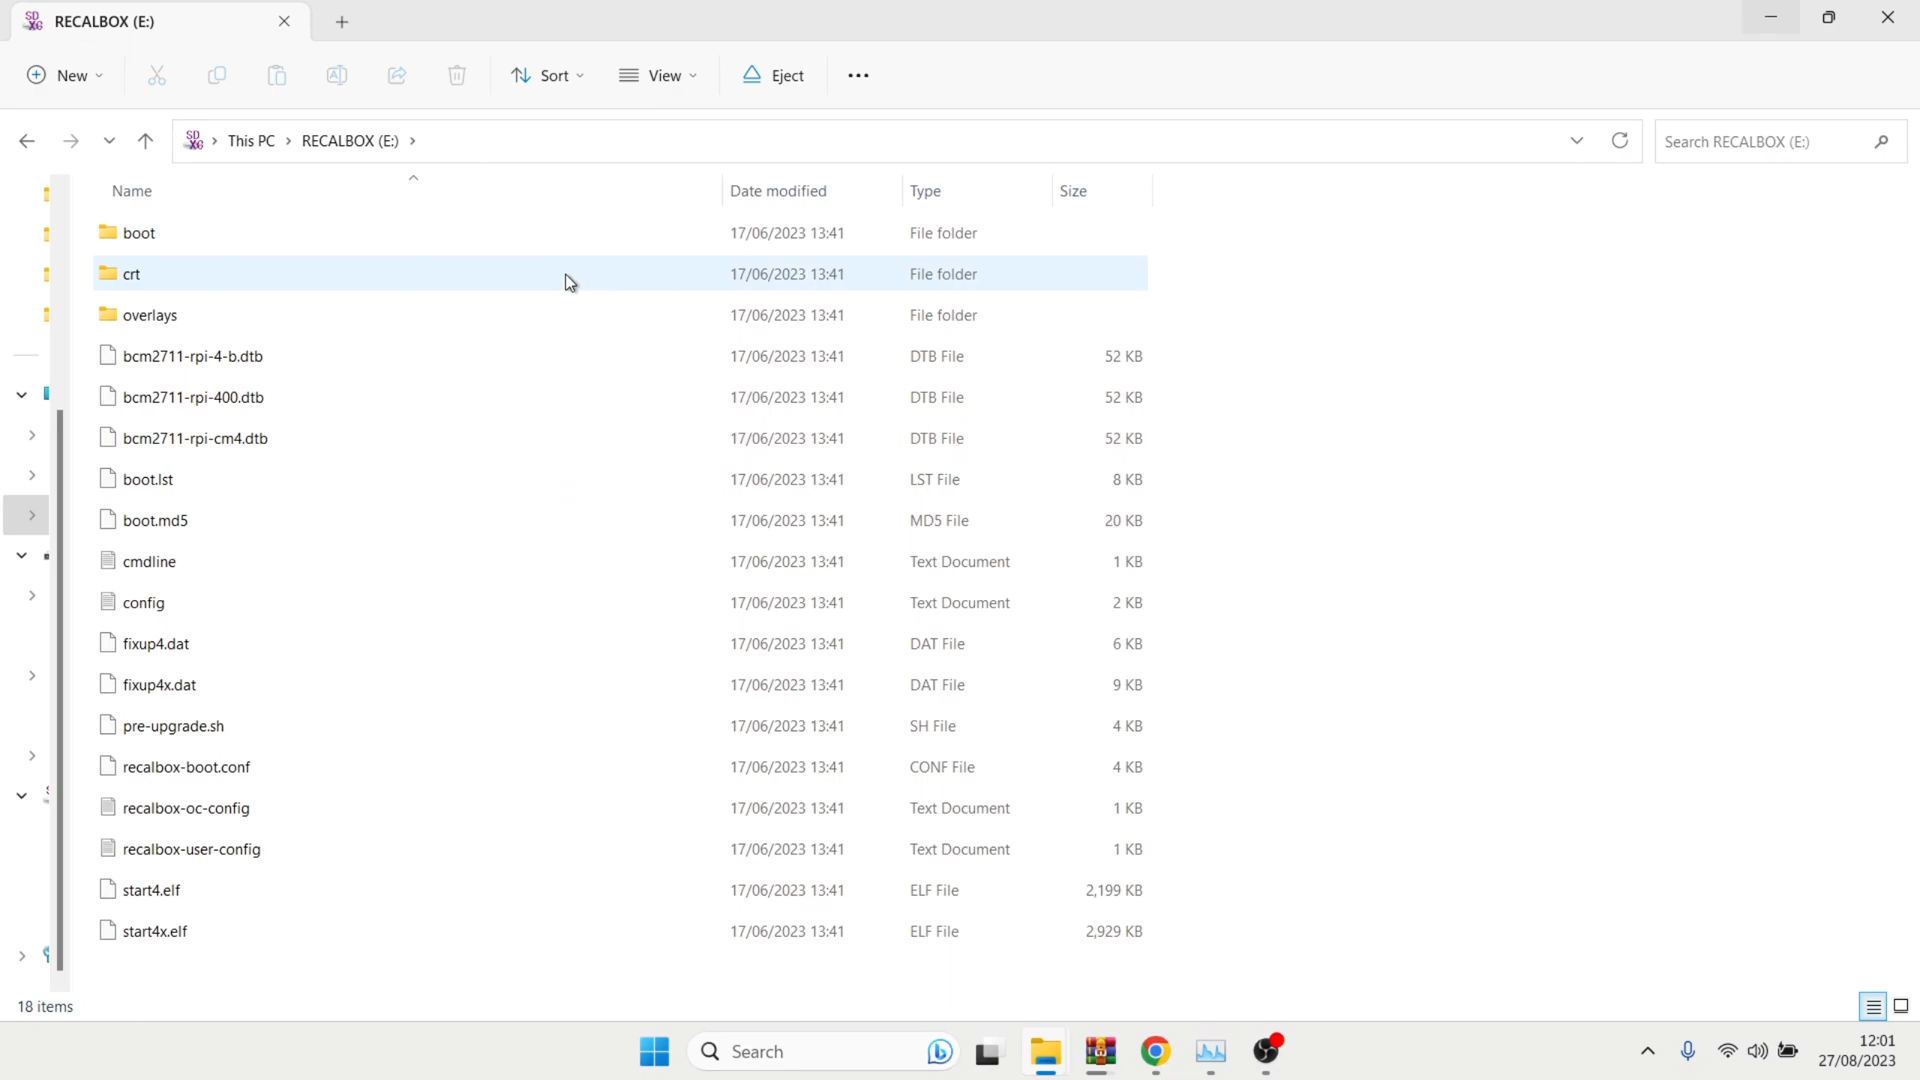 RECALBOX (E:)
New
Sort
View
Eject
This PC
RECALBOX (E:)
Search RECALBOX (E:)
Name Date modified Type Size
boot 17/06/2023 13:41 File folder
crt 17/06/2023 13:41 File folder
overlays 17/06/2023 13:41 File folder
bcm2711-rpi-4-b.dtb 17/06/2023 13:41 DTB File 52 KB
bcm2711-rpi-400.dtb 17/06/2023 13:41 DTB File 52 KB
bcm2711-rpi-cm4.dtb 17/06/2023 13:41 DTB File 52 KB
boot.lst 17/06/2023 13:41 LST File 8 KB
boot.md5 17/06/2023 13:41 MD5 File 20 KB
cmdline 17/06/2023 13:41 Text Document 1 KB
config 17/06/2023 13:41 Text Document 2 KB
fixup4.dat 17/06/2023 13:41 DAT File 6 KB
fixup4x.dat 17/06/2023 13:41 DAT File 9 KB
pre-upgrade.sh 17/06/2023 13:41 SH File 4 KB
recalbox-boot.conf 17/06/2023 13:41 CONF File 4 KB
recalbox-oc-config 17/06/2023 13:41 Text Document 1 KB
recalbox-user-config 17/06/2023 13:41 Text Document 1 KB
start4.elf 17/06/2023 13:41 ELF File 2,199 KB
start4x.elf 17/06/2023 13:41 ELF File 2,929 KB
18 items
Search
12:01
27/08/2023